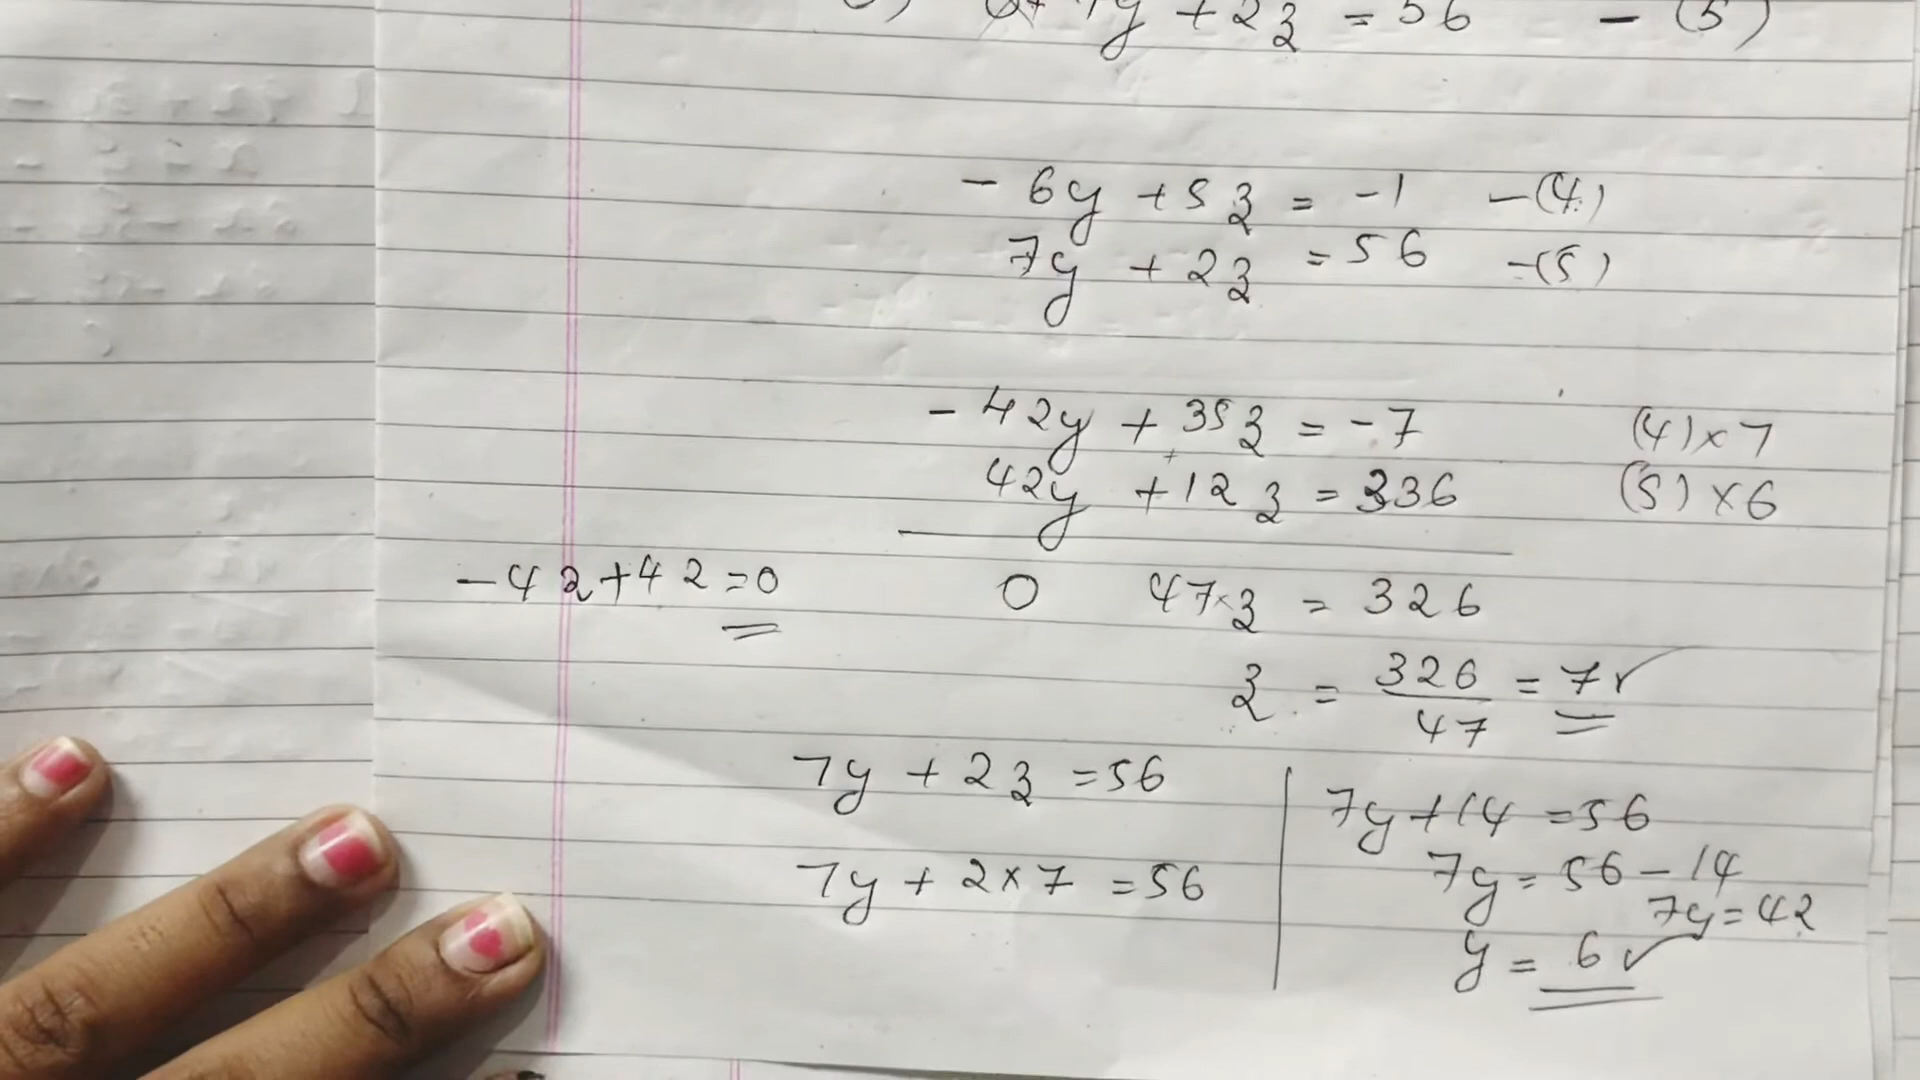 7y + 2z = 56 - (5)
- 6y + 5z = -1 - (4)
7y + 2z = 56 - (5)
- 42y + 35z = -7 (4) × 7
42y + 12z = 336 (5) × 6
-42+42=0 0 47×z = 326
z = 326/47 = 7✓
7y + 2z = 56
7y + 2×7 = 56
7y + 14 = 56
7y = 56 - 14
7y = 42
y = 6✓